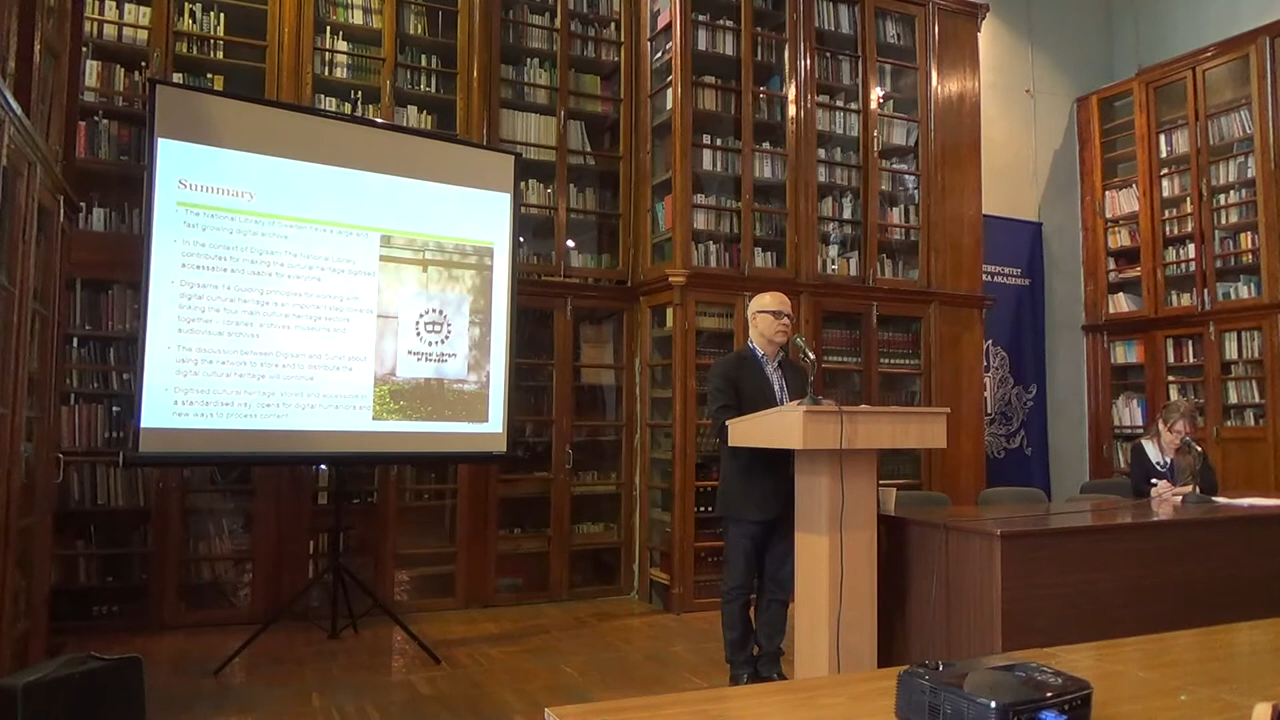 Summary
The National Library of Sweden have a large and
fast growing digital archive
In the context of Digisam The National Library
contributes for making the cultural heritage digitised
accessable and usable for everyone.
Digisams 14 Guiding principles for working with
digital cultural heritage is an important step towards
linking the four main cultural heritage sectors
together – libraries, archives, museums and
audiovisual archives
The discussion between Digisam and Sunet about
using the network to store and to distribute the
digital cultural heritage will continue
Digitised cultural heritage, stored and accessible in
a standardised way, opens for digital humaniora and
new ways to process content
National Library
of Sweden
ІВЕРСИТЕТ
КА АКАДЕМІЯ"